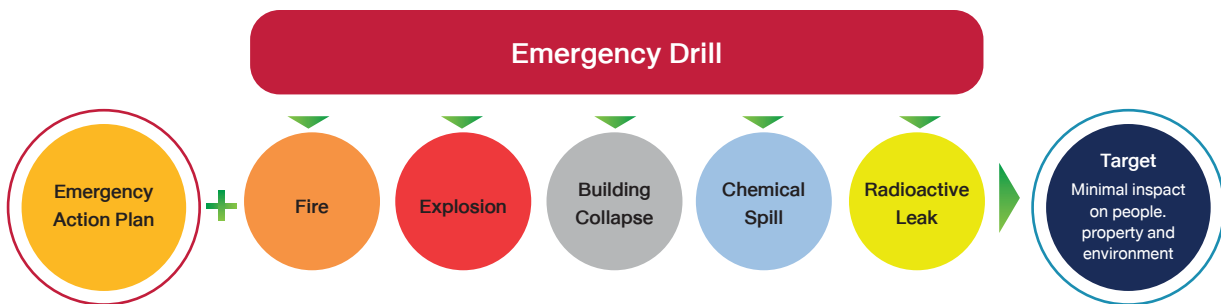 Emergency Drill
Emergency
Action Plan
Fire
Explosion
Building
Collapse
Chemical
Spill
Radioactive
Leak
Target
Minimal inspact
on people.
property and
environment